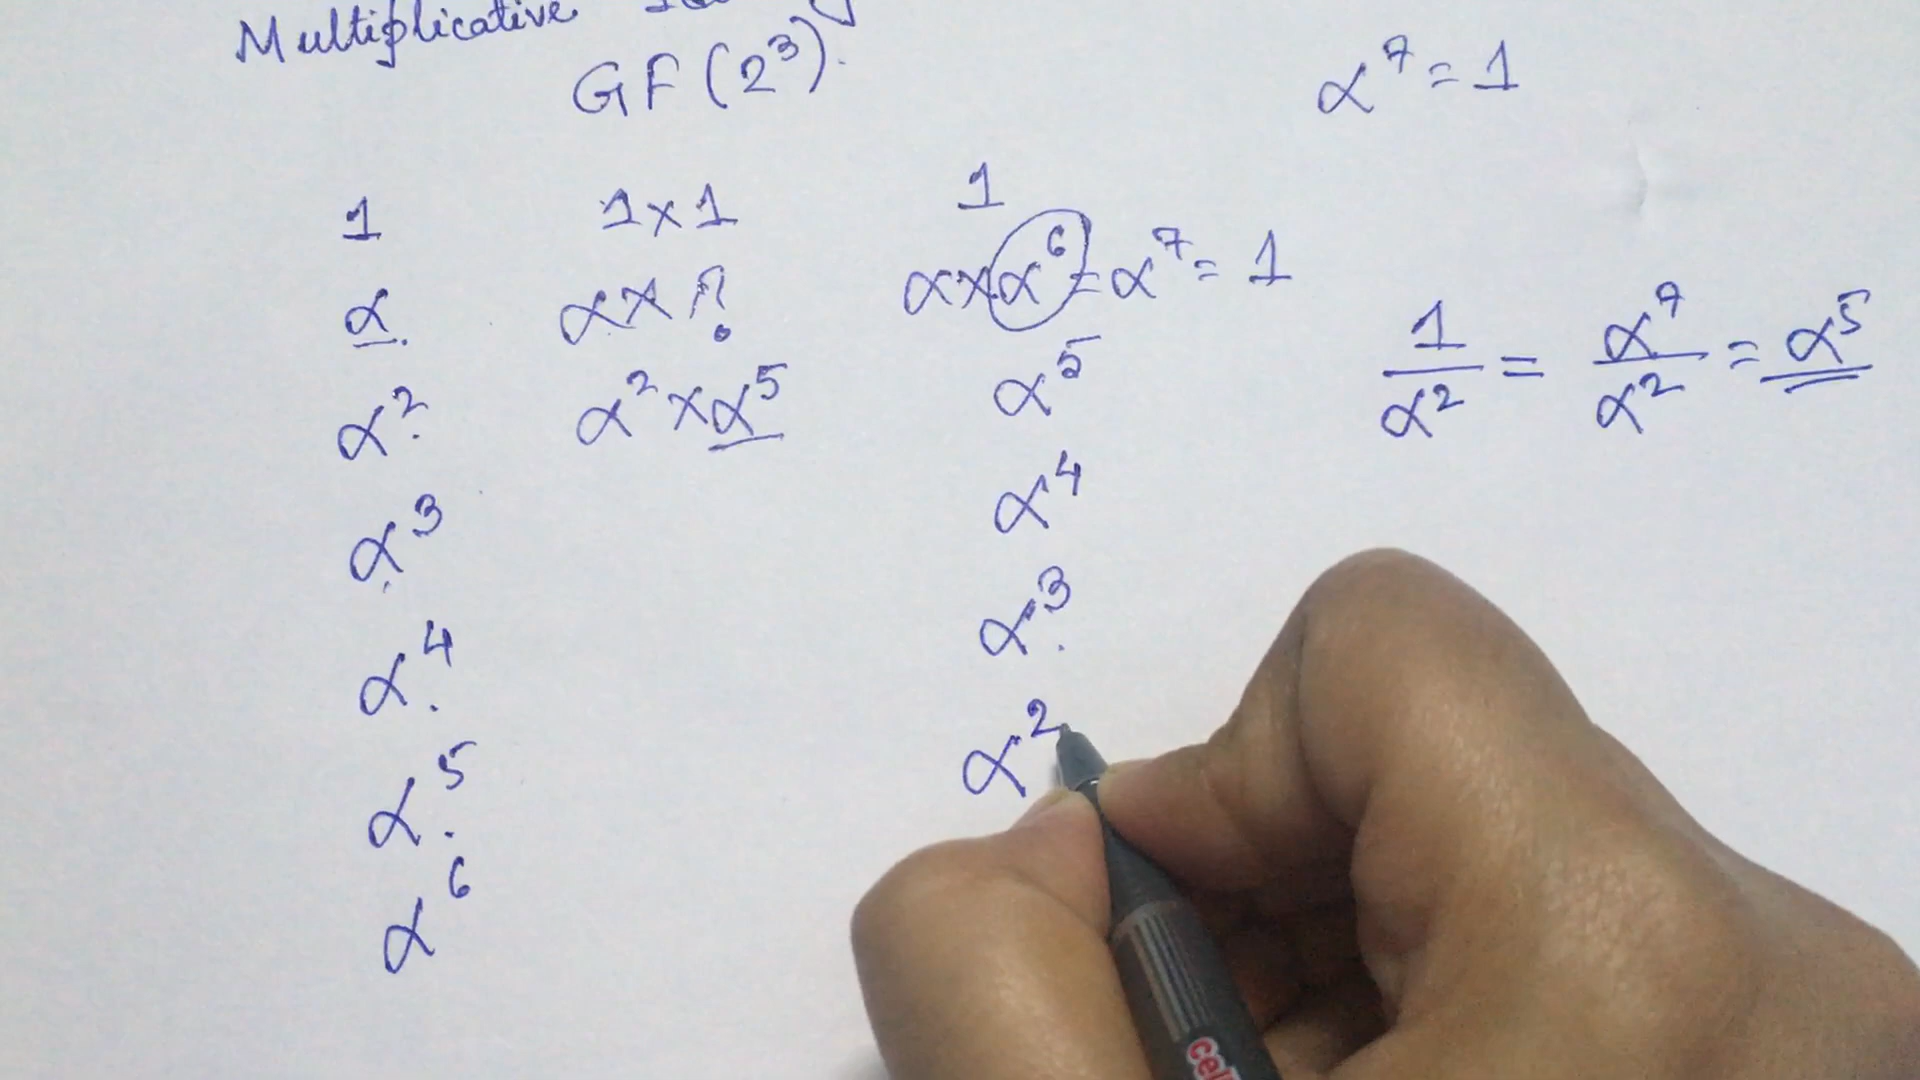 Multiplicative
GF(2³).
α⁷ = 1
1 1×1 1
α α×? α×α⁶ = α⁷ = 1
α² α²×α⁵ α⁵ 1/α² = α⁷/α² = α⁵
α³ α⁴
α⁴ α³
α⁵ α²
α⁶
cel